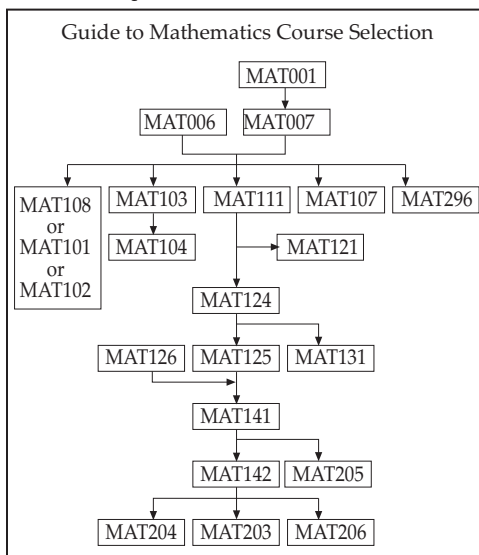 Guide to Mathematics Course Selection
MAT001
MAT006 MAT007
MAT108 MAT103 MAT111 MAT107 MAT296
or
MAT101 MAT104 MAT121
or
MAT102
MAT124
MAT126 MAT125 MAT131
MAT141
MAT142 MAT205
MAT204 MAT203 MAT206